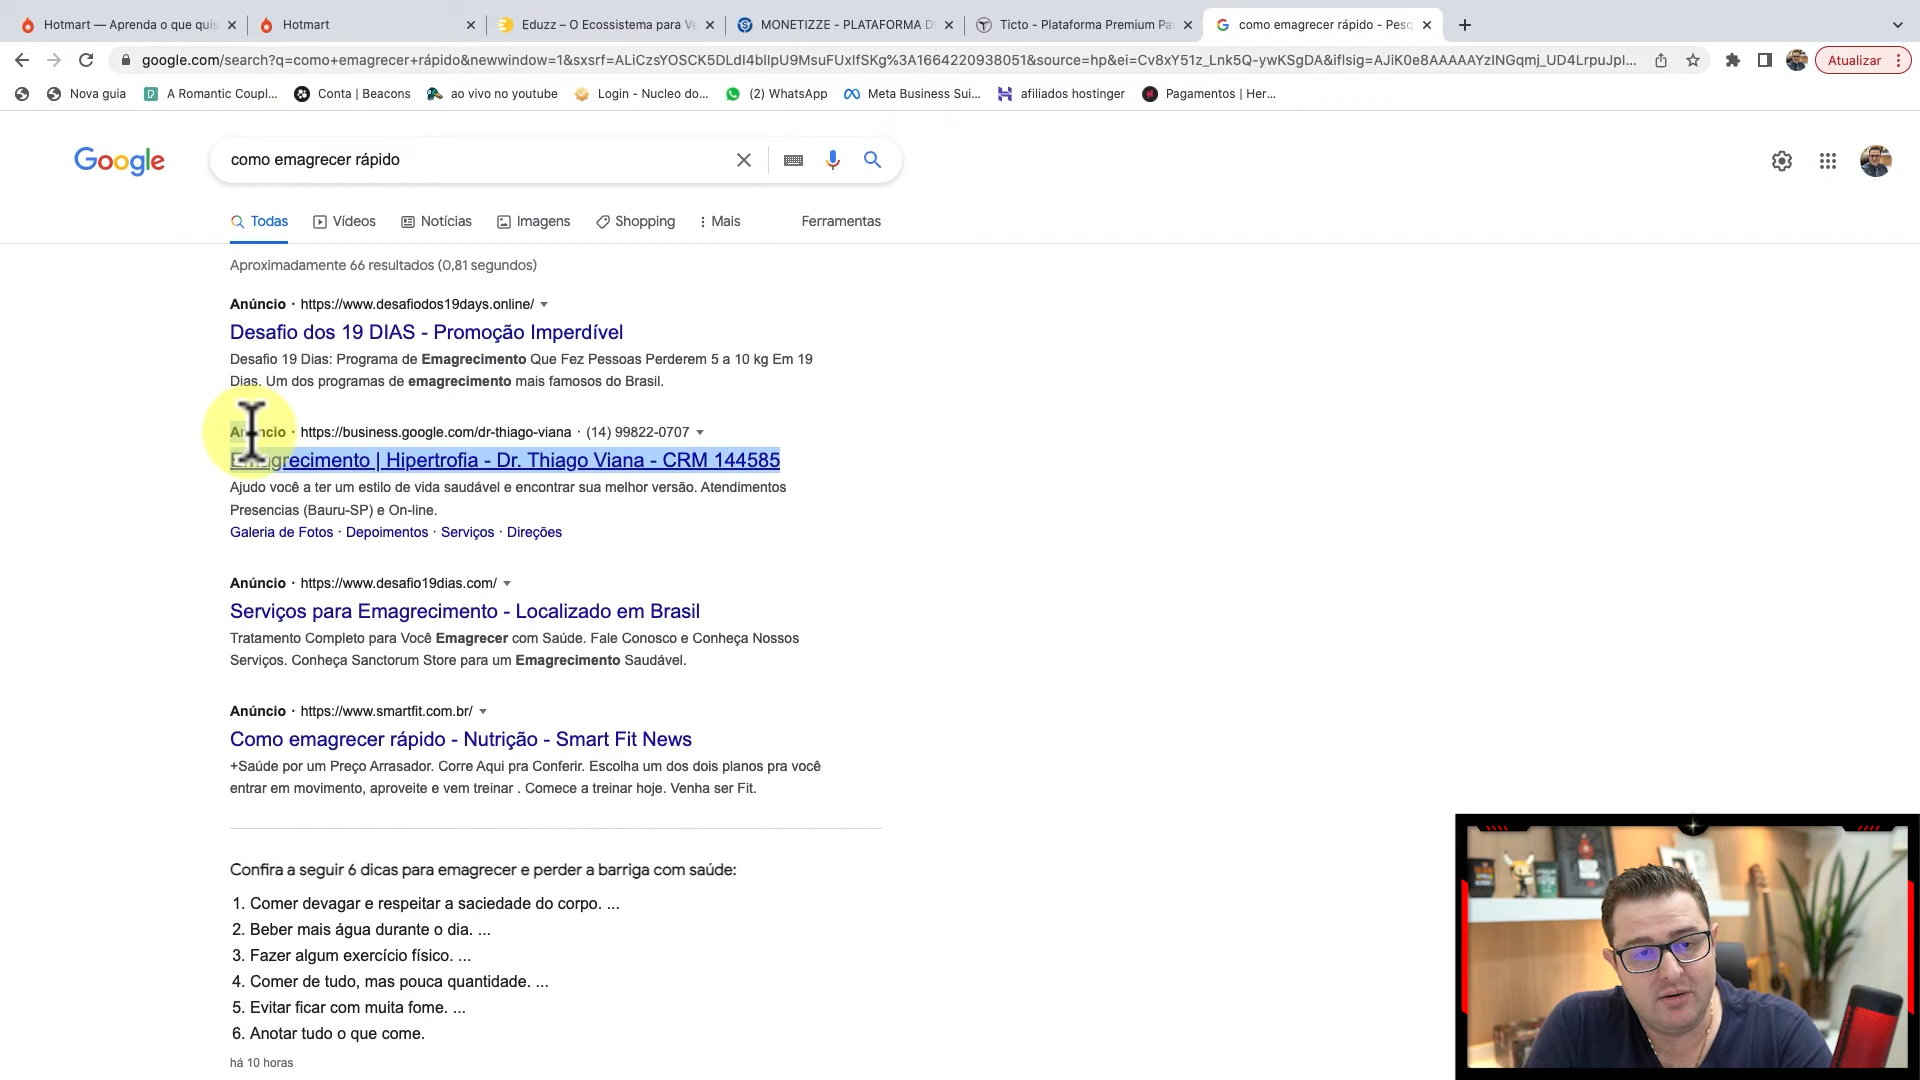 Hotmart — Aprenda o que quis
Hotmart
Eduzz – O Ecossistema para Ve
MONETIZZE - PLATAFORMA D
Ticto - Plataforma Premium Pa
como emagrecer rápido - Pesq
google.com/search?q=como+emagrecer+rápido&newwindow=1&sxsrf=ALiCzsYOSCK5DLdI4blIpU9MsuFUxIfSKg%3A1664220938051&source=hp&ei=Cv8xY51z_Lnk5Q-ywKSgDA&iflsig=AJiK0e8AAAAAYzINGqmj_UD4LrpuJpI...
Atualizar
Nova guia
A Romantic Coupl...
Conta | Beacons
ao vivo no youtube
Login - Nucleo do...
(2) WhatsApp
Meta Business Sui...
afiliados hostinger
Pagamentos | Her...
Google
como emagrecer rápido
Todas
Vídeos
Notícias
Imagens
Shopping
Mais
Ferramentas
Aproximadamente 66 resultados (0,81 segundos)
Anúncio · https://www.desafiodos19days.online/
Desafio dos 19 DIAS - Promoção Imperdível
Desafio 19 Dias: Programa de Emagrecimento Que Fez Pessoas Perderem 5 a 10 kg Em 19
Dias. Um dos programas de emagrecimento mais famosos do Brasil.
Anúncio · https://business.google.com/dr-thiago-viana · (14) 99822-0707
Emagrecimento | Hipertrofia - Dr. Thiago Viana - CRM 144585
Ajudo você a ter um estilo de vida saudável e encontrar sua melhor versão. Atendimentos
Presencias (Bauru-SP) e On-line.
Galeria de Fotos · Depoimentos · Serviços · Direções
Anúncio · https://www.desafio19dias.com/
Serviços para Emagrecimento - Localizado em Brasil
Tratamento Completo para Você Emagrecer com Saúde. Fale Conosco e Conheça Nossos
Serviços. Conheça Sanctorum Store para um Emagrecimento Saudável.
Anúncio · https://www.smartfit.com.br/
Como emagrecer rápido - Nutrição - Smart Fit News
+Saúde por um Preço Arrasador. Corre Aqui pra Conferir. Escolha um dos dois planos pra você
entrar em movimento, aproveite e vem treinar . Comece a treinar hoje. Venha ser Fit.
Confira a seguir 6 dicas para emagrecer e perder a barriga com saúde:
1. Comer devagar e respeitar a saciedade do corpo. ...
2. Beber mais água durante o dia. ...
3. Fazer algum exercício físico. ...
4. Comer de tudo, mas pouca quantidade. ...
5. Evitar ficar com muita fome. ...
6. Anotar tudo o que come.
há 10 horas